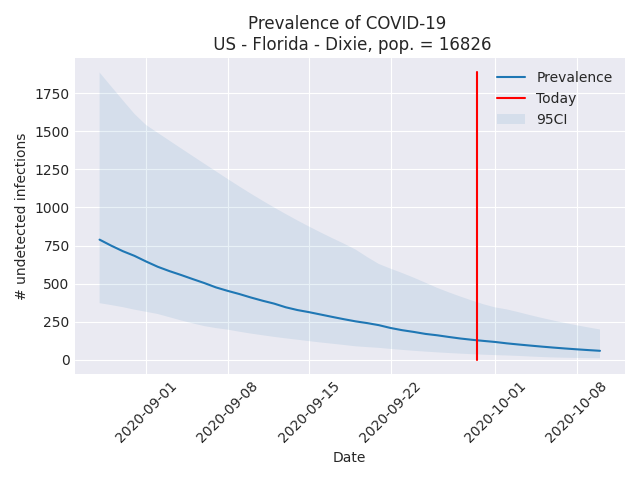 Prevalence of COVID-19
US - Florida - Dixie, pop. = 16826
Prevalence
Today
95CI
# undetected infections
1750
1500
1250
1000
750
500
250
0
2020-09-01
2020-09-08
2020-09-15
2020-09-22
2020-10-01
2020-10-08
Date